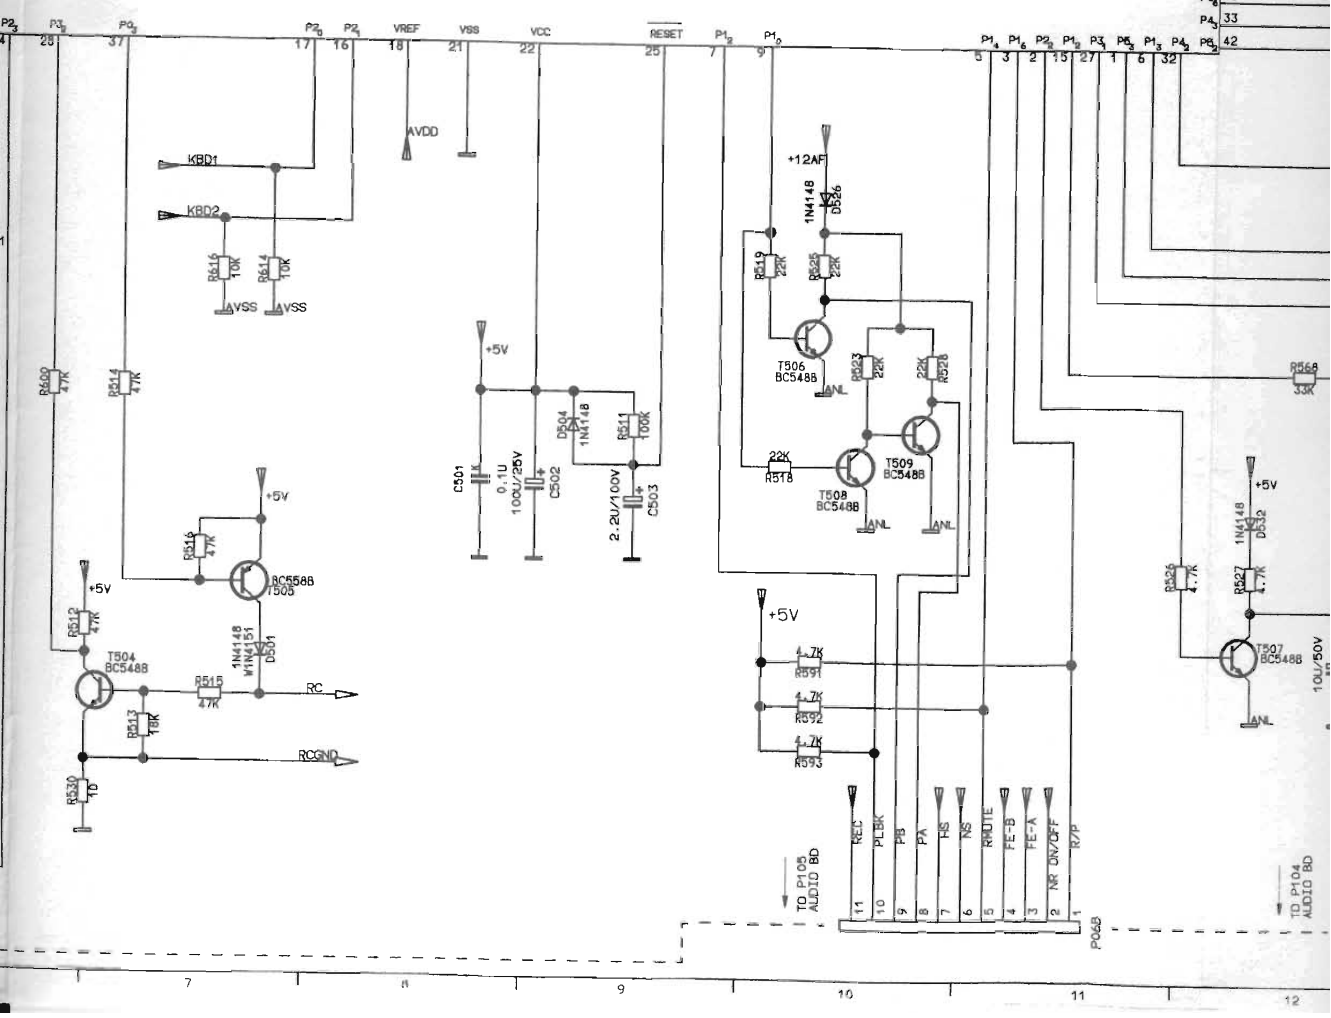 P4₃ 33
P2₃ P3₂ P0₃ P2₀ P2₁ VREF VSS VCC RESET P1₂ P1₀ P1₄ P1₆ P2₂ P1₂ P3₁ P5₃ P1₃ P4₂ P5₂ 42
4 37 17 16 18 21 22 25 7 9 5 3 2 15 27 1 6 32
AVDD
KBD1
KBD2
+12AF
1N4148
D526
R616
10K
R614
10K
AVSS
AVSS
R519
22K
R525
22K
+5V
T506
BC548B
ANL
R523
22K
22K
R528
R600
47K
R514
47K
R568
33K
D504
1N4148
R511
100K
C501
0.1U
100U/25V
C502
2.2U/100V
C503
22K
R518
T509
BC548B
T508
BC548B
ANL
ANL
+5V
R516
47K
BC558B
T505
+5V
1N4148
D532
R526
4.7K
R527
4.7K
+5V
R512
47K
T504
BC548B
1N4148
W1N4151
D501
R515
47K
RC
R513
18K
RCGND
R530
10
+5V
4.7K
R591
4.7K
R592
4.7K
R593
T507
BC548B
10U/50V
ANL
REC
PLBK
PB
PA
HS
NS
RMUTE
FE-B
FE-A
NR ON/OFF
R/P
11 10 9 8 7 6 5 4 3 2 1
TO P105
AUDIO BD
P06B
TO P104
AUDIO BD
7 8 9 10 11 12